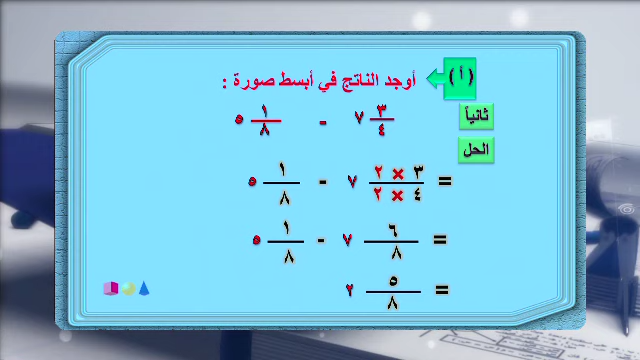 (أ) أوجد الناتج في أبسط صورة :
ثانياً
٣/٤ ٧ - ١/٨ ٥
الحل
= ٣ × ٢ / ٤ × ٢ ٧ - ١/٨ ٥
= ٦/٨ ٧ - ١/٨ ٥
= ٥/٨ ٢